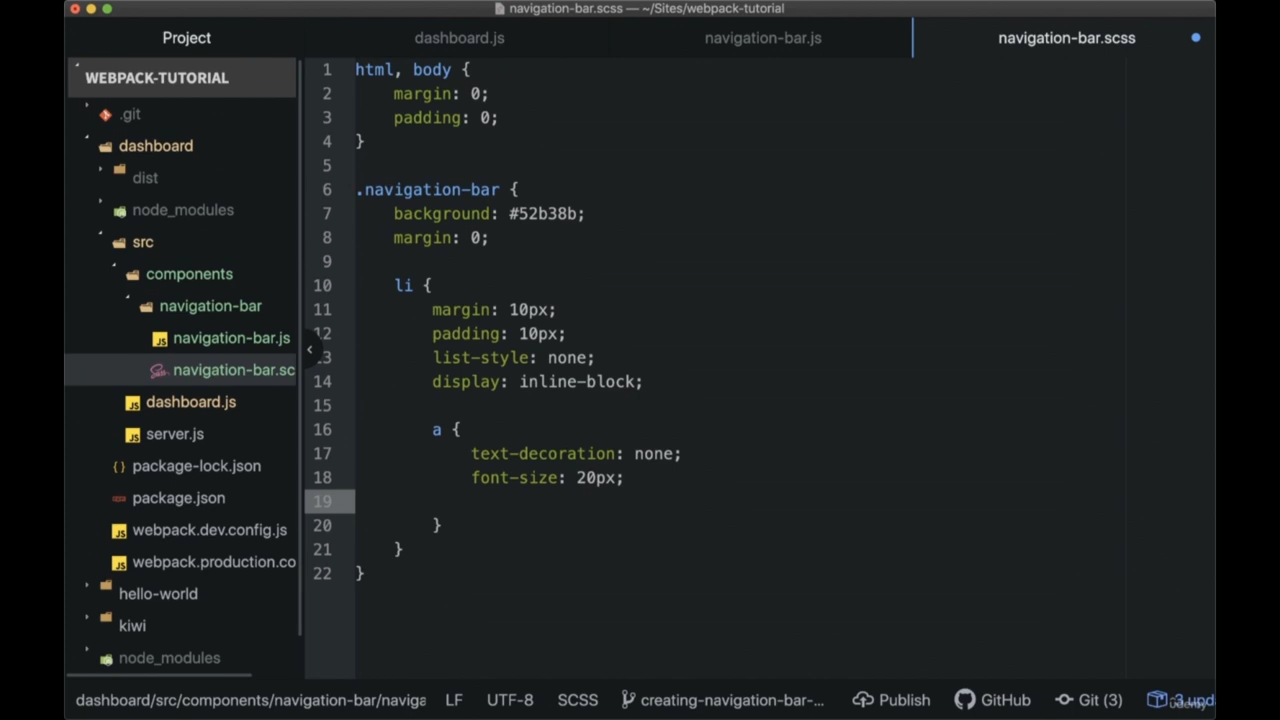 navigation-bar.scss — ~/Sites/webpack-tutorial
Project
dashboard.js
navigation-bar.js
navigation-bar.scss
WEBPACK-TUTORIAL
.git
dashboard
dist
node_modules
src
components
navigation-bar
navigation-bar.js
navigation-bar.sc
dashboard.js
server.js
package-lock.json
package.json
webpack.dev.config.js
webpack.production.co
hello-world
kiwi
node_modules
1 html, body {
2 margin: 0;
3 padding: 0;
4 }
5
6 .navigation-bar {
7 background: #52b38b;
8 margin: 0;
9
10 li {
11 margin: 10px;
12 padding: 10px;
13 list-style: none;
14 display: inline-block;
15
16 a {
17 text-decoration: none;
18 font-size: 20px;
19
20 }
21 }
22 }
dashboard/src/components/navigation-bar/naviga LF UTF-8 SCSS creating-navigation-bar-... Publish GitHub Git (3) 3 upd